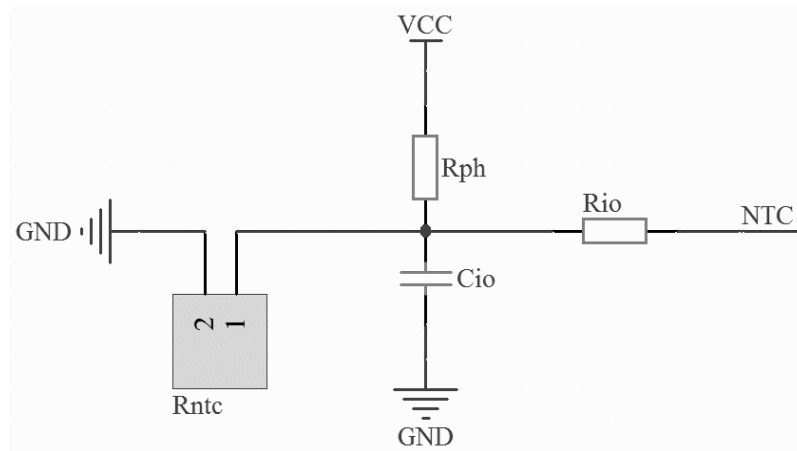 VCC
Rph
Rio
NTC
GND
Cio
2 1
Rntc
GND